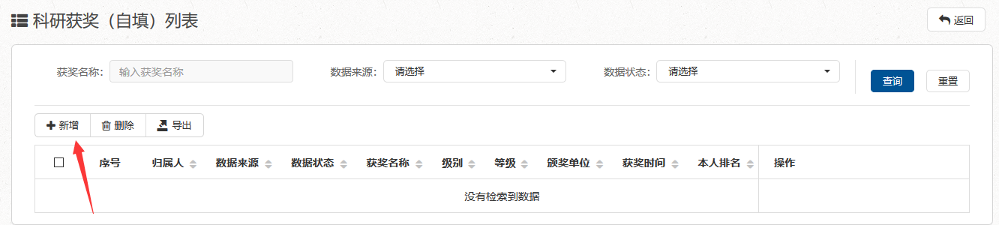 科研获奖（自填）列表
返回
获奖名称： 输入获奖名称 数据来源： 请选择 数据状态： 请选择 查询 重置
新增 删除 导出
序号 归属人 数据来源 数据状态 获奖名称 级别 等级 颁奖单位 获奖时间 本人排名 操作
没有检索到数据